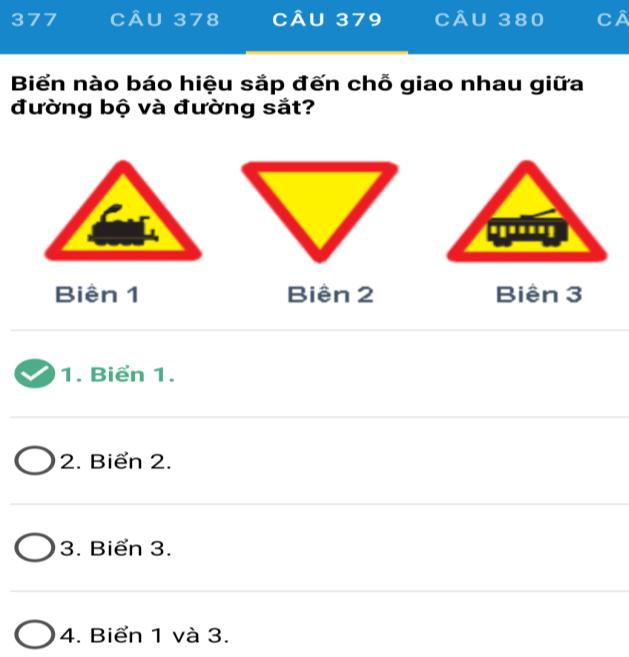 377 CÂU 378 CÂU 379 CÂU 380 CÂ
Biển nào báo hiệu sắp đến chỗ giao nhau giữa
đường bộ và đường sắt?
Biển 1 Biển 2 Biển 3
1. Biển 1.
2. Biển 2.
3. Biển 3.
4. Biển 1 và 3.